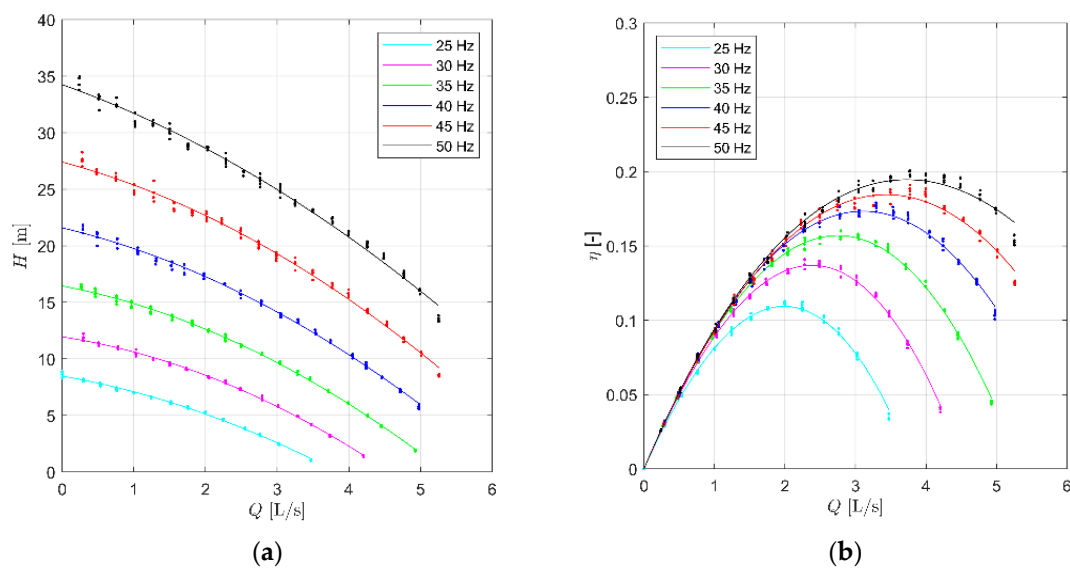 40
35
30
25
20
15
10
5
0
H [m]
0 1 2 3 4 5 6
Q [L/s]
25 Hz
30 Hz
35 Hz
40 Hz
45 Hz
50 Hz
(a)
0.3
0.25
0.2
0.15
0.1
0.05
0
η [-]
0 1 2 3 4 5 6
Q [L/s]
25 Hz
30 Hz
35 Hz
40 Hz
45 Hz
50 Hz
(b)